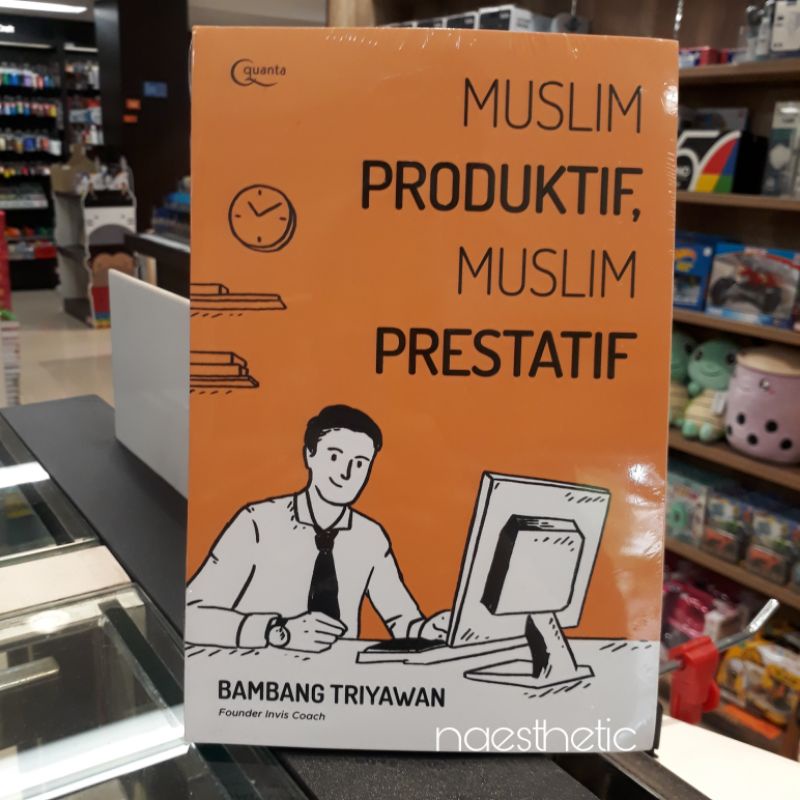 Quanta
MUSLIM
PRODUKTIF,
MUSLIM
PRESTATIF
BAMBANG TRIYAWAN
Founder Invis Coach
naesthetic